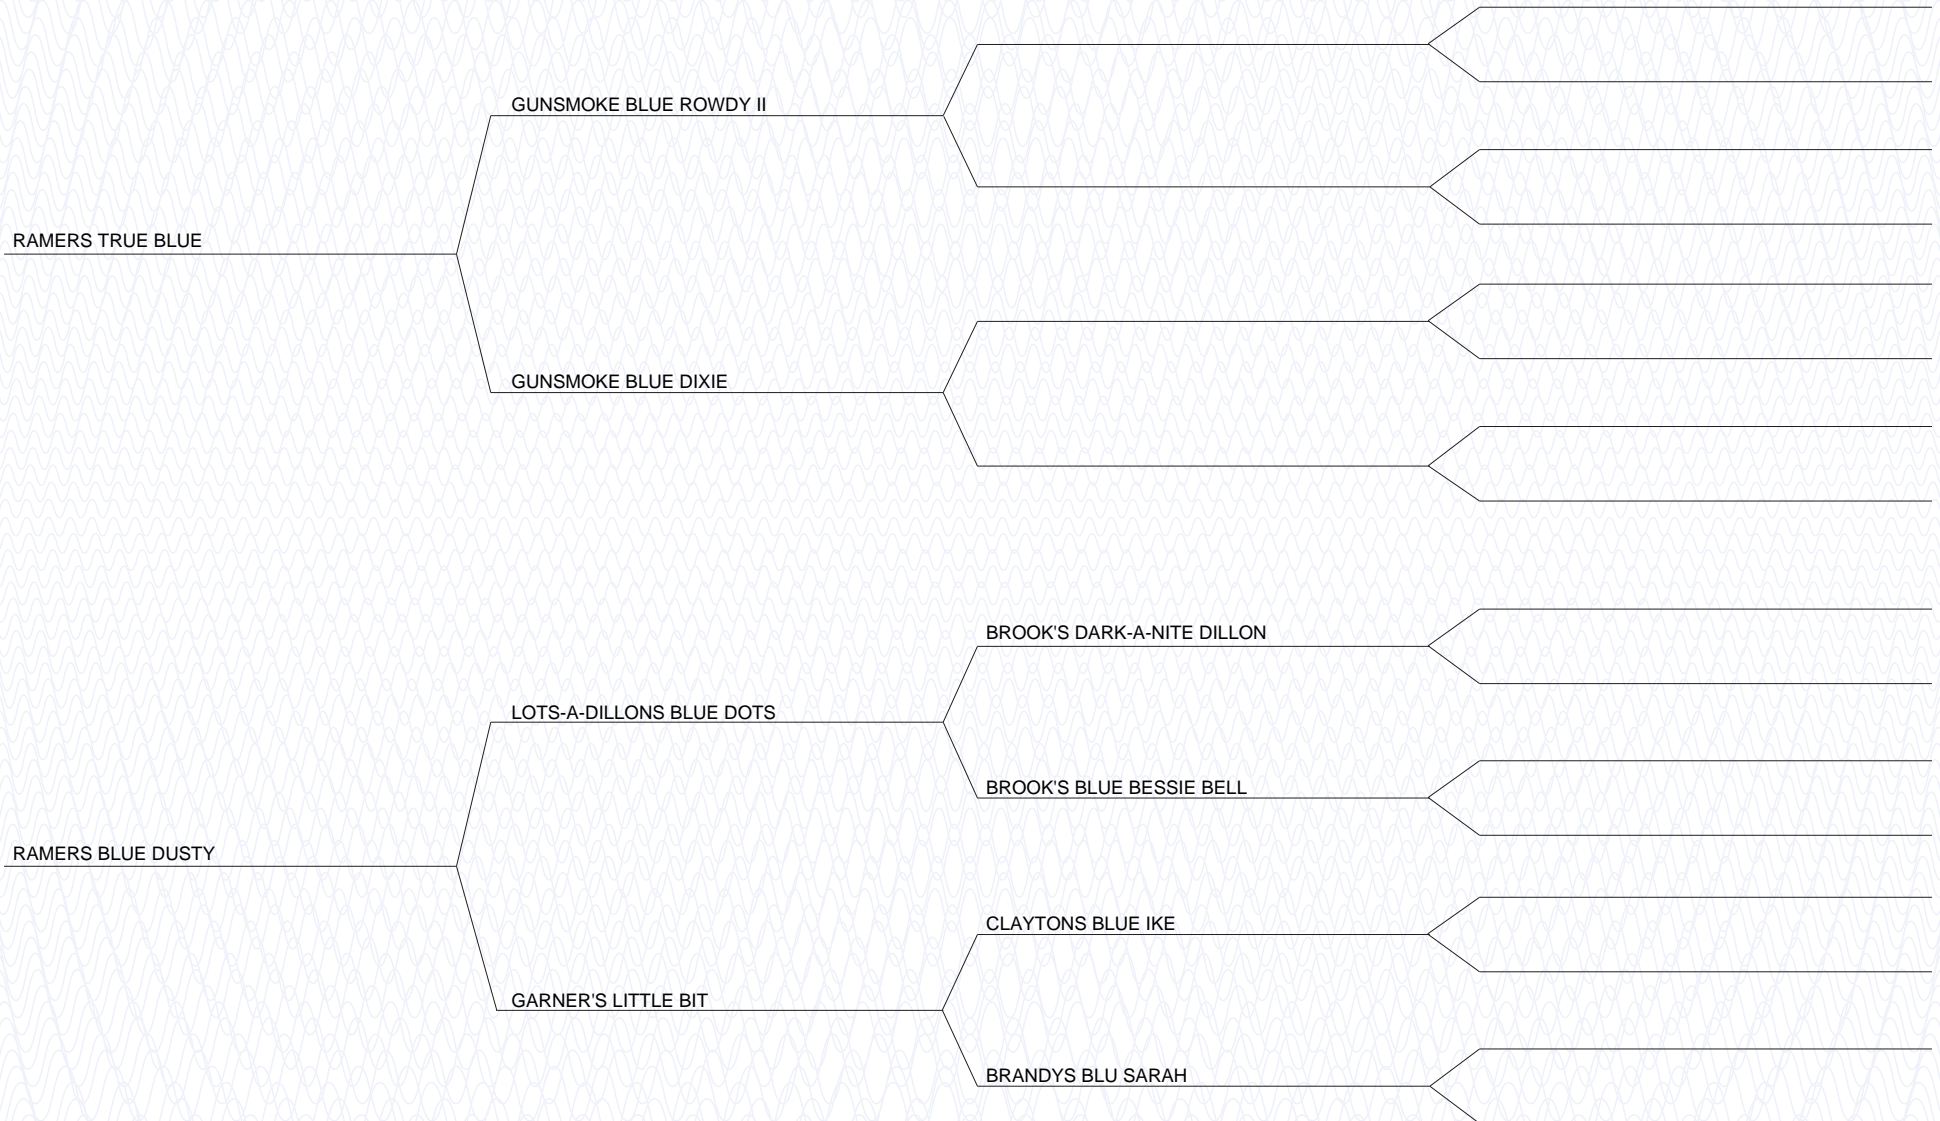 GUNSMOKE BLUE ROWDY II
RAMERS TRUE BLUE
GUNSMOKE BLUE DIXIE
BROOK'S DARK-A-NITE DILLON
LOTS-A-DILLONS BLUE DOTS
BROOK'S BLUE BESSIE BELL
RAMERS BLUE DUSTY
CLAYTONS BLUE IKE
GARNER'S LITTLE BIT
BRANDYS BLU SARAH